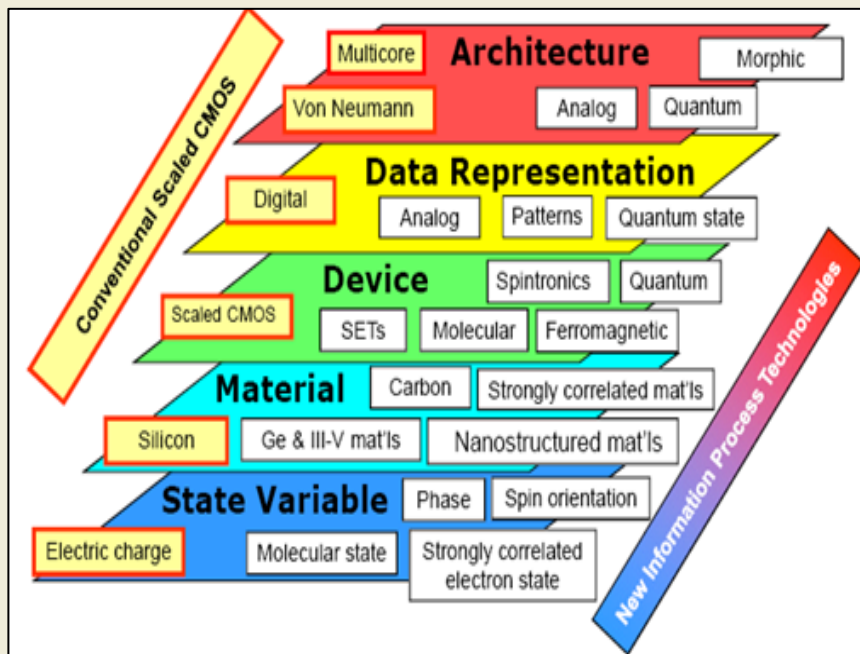 Conventional Scaled CMOS
Multicore
Architecture
Morphic
Von Neumann
Analog
Quantum
Data Representation
Digital
Analog
Patterns
Quantum state
Device
Spintronics
Quantum
Scaled CMOS
SETs
Molecular
Ferromagnetic
Material
Carbon
Strongly correlated mat'ls
Silicon
Ge & III-V mat'ls
Nanostructured mat'ls
State Variable
Phase
Spin orientation
Electric charge
Molecular state
Strongly correlated
electron state
New Information Process Technologies